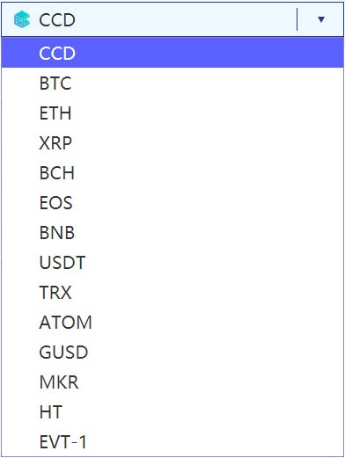 CCD
CCD
BTC
ETH
XRP
BCH
EOS
BNB
USDT
TRX
ATOM
GUSD
MKR
HT
EVT-1